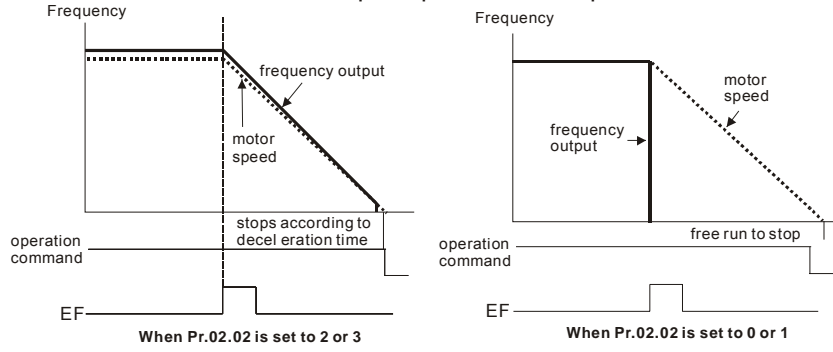 Frequency
frequency output
motor
speed
stops according to
decel eration time
operation
command
EF
When Pr.02.02 is set to 2 or 3
Frequency
motor
speed
frequency
output
free run to stop
operation
command
EF
When Pr.02.02 is set to 0 or 1